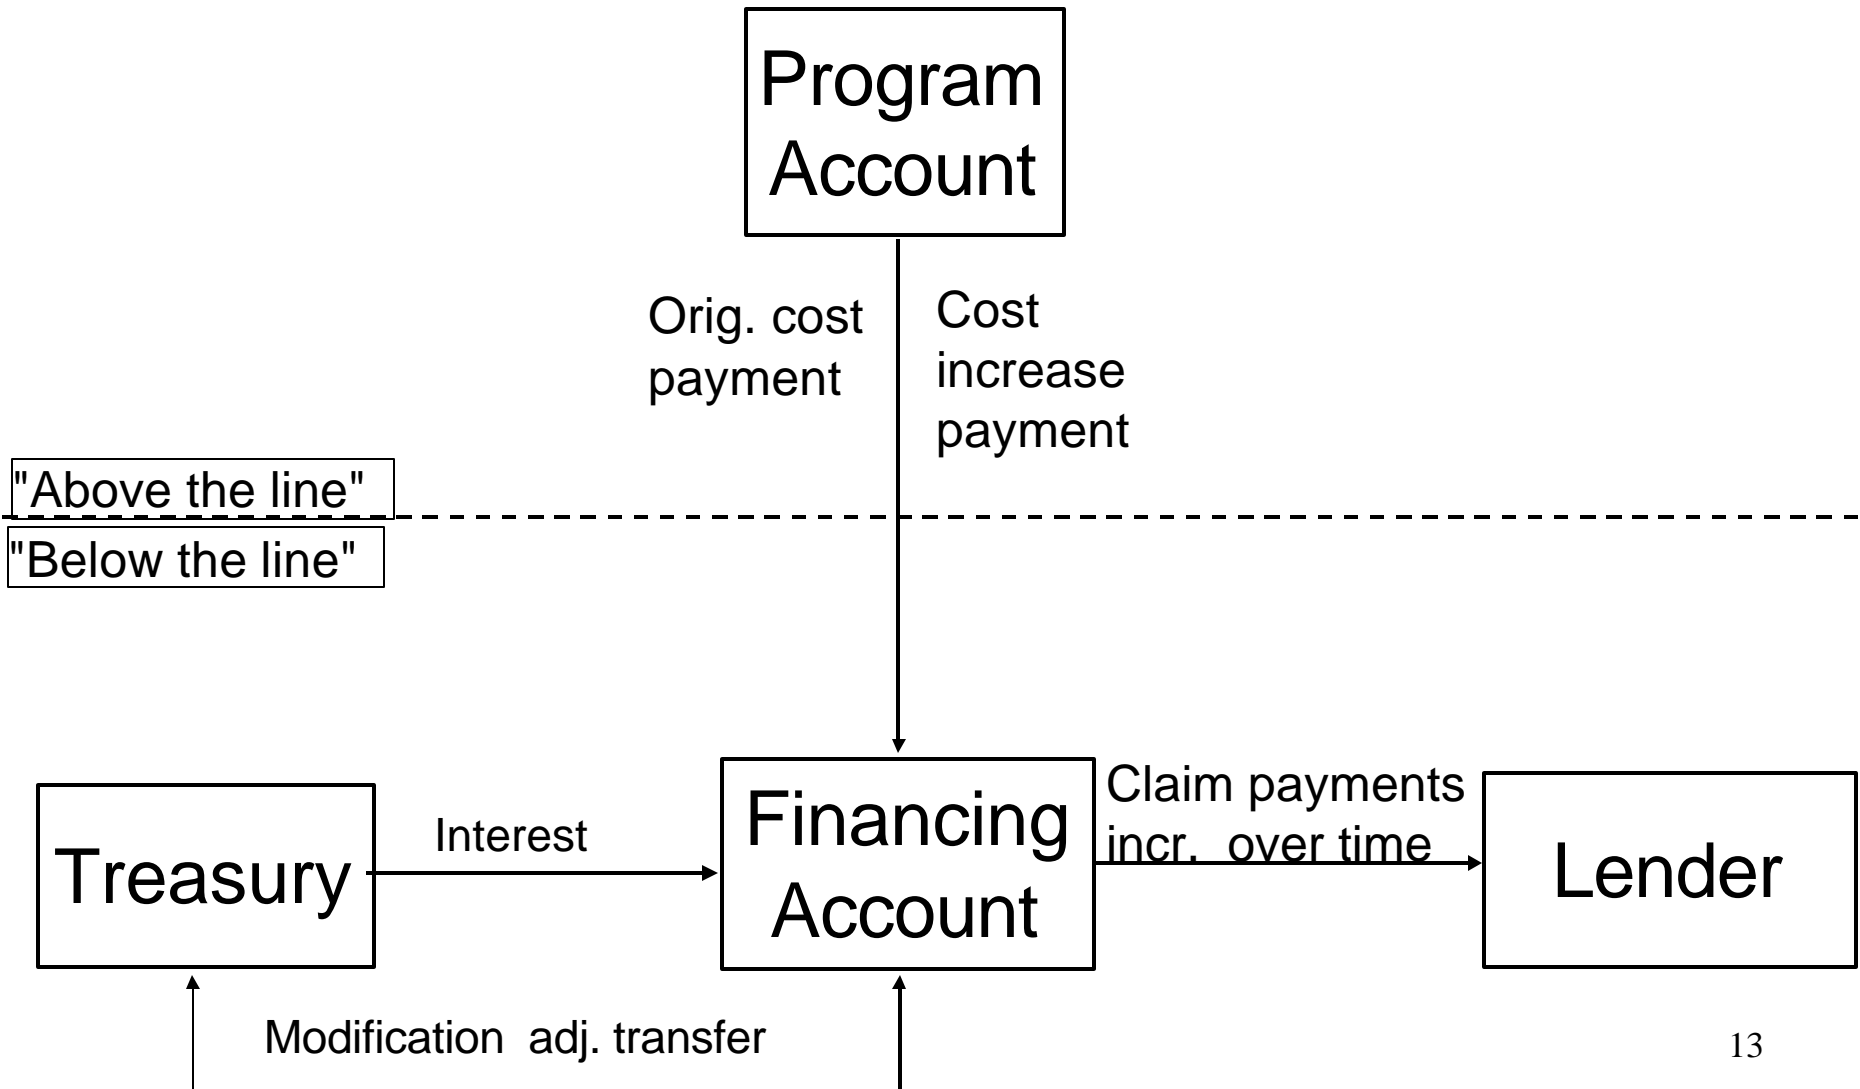 Program
Account
Orig. cost
payment
Cost
increase
payment
"Above the line"
"Below the line"
Treasury
Interest
Financing
Account
Claim payments
incr. over time
Lender
Modification adj. transfer
13